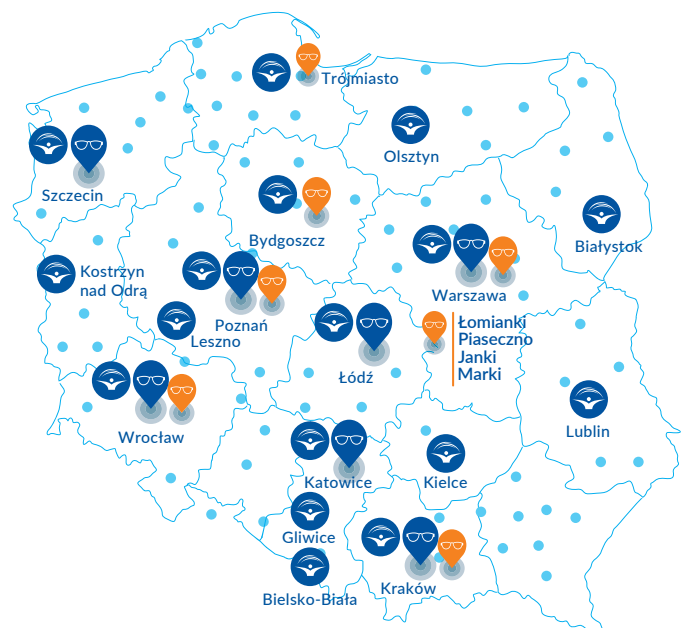 Trójmiasto
Olsztyn
Szczecin
Bydgoszcz
Białystok
Kostrzyn
nad Odrą
Warszawa
Poznań
Leszno
Łomianki
Piaseczno
Janki
Marki
Łódź
Wrocław
Lublin
Katowice
Kielce
Gliwice
Kraków
Bielsko-Biała